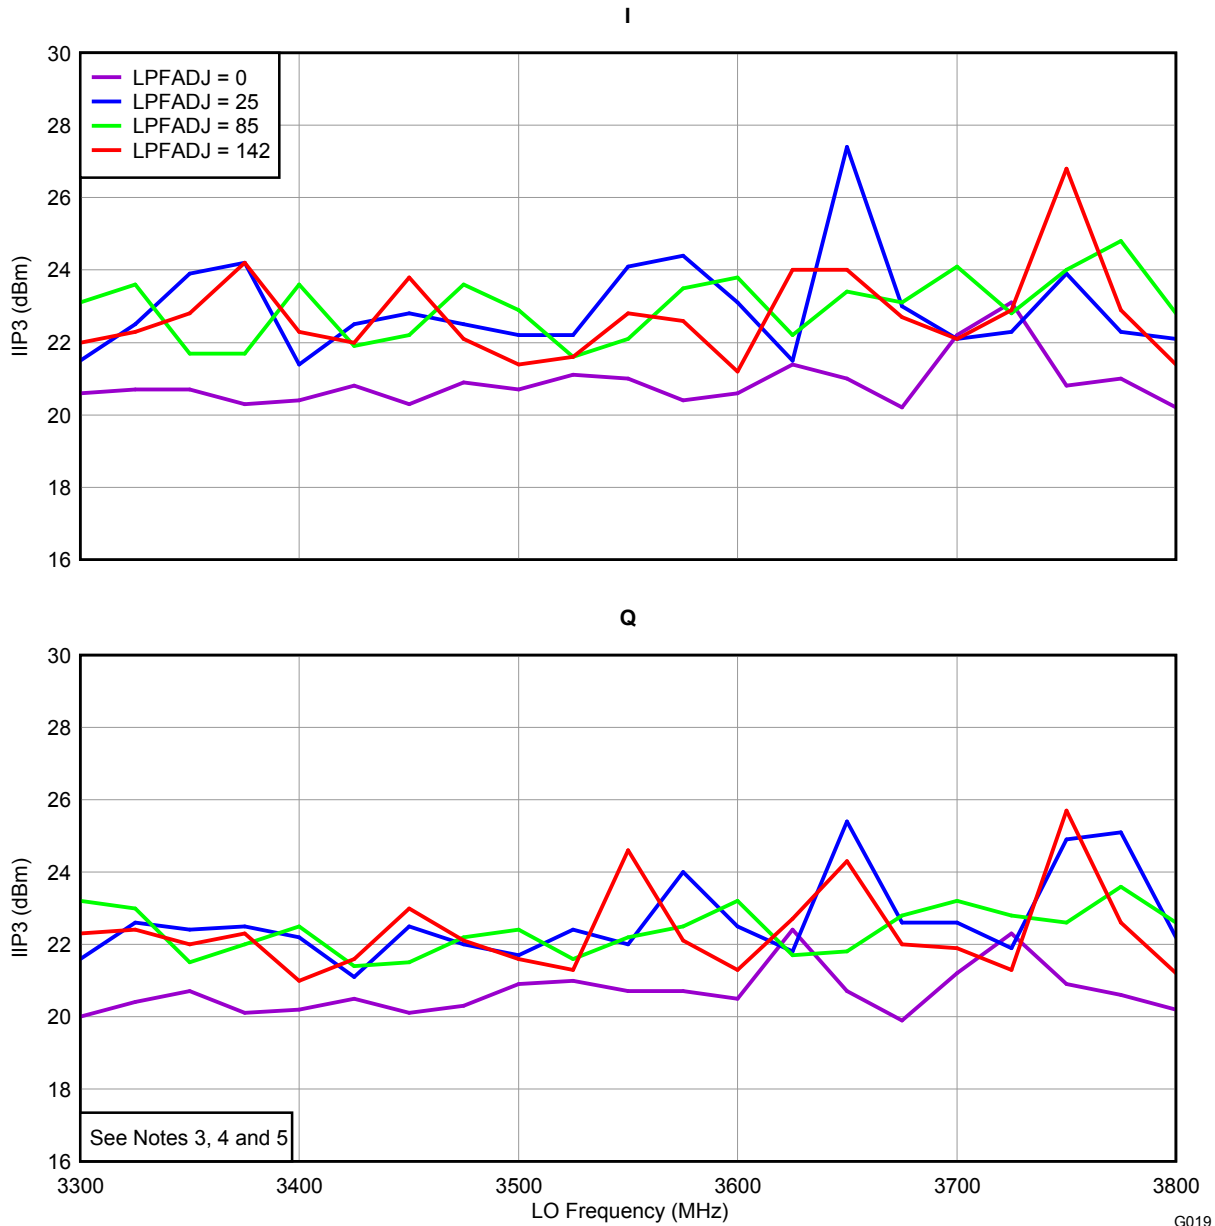 I
30
28
26
24
22
20
18
16
IIP3 (dBm)
LPFADJ = 0
LPFADJ = 25
LPFADJ = 85
LPFADJ = 142
Q
30
28
26
24
22
20
18
16
IIP3 (dBm)
See Notes 3, 4 and 5
3300 3400 3500 3600 3700 3800
LO Frequency (MHz)
G019